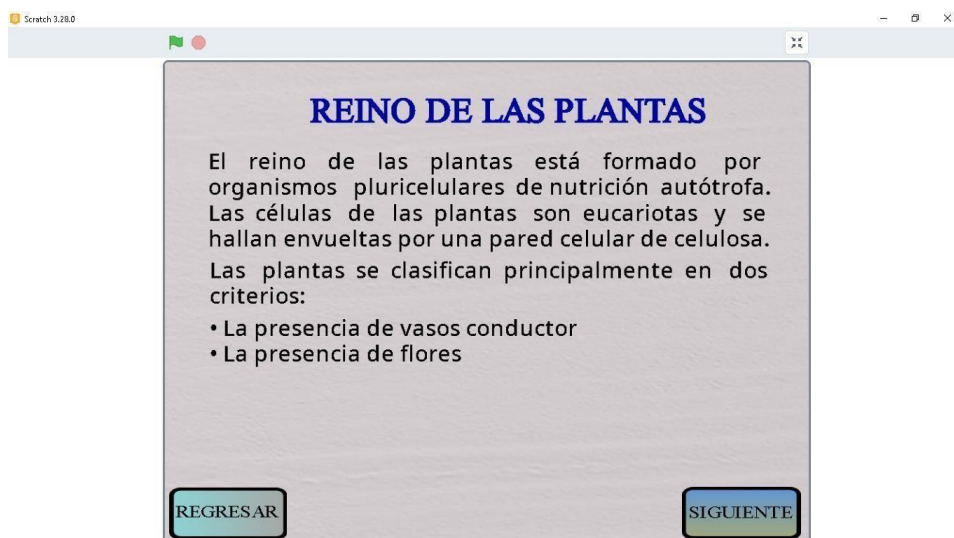 Scratch 3.28.0
REINO DE LAS PLANTAS
El reino de las plantas está formado por
organismos pluricelulares de nutrición autótrofa.
Las células de las plantas son eucariotas y se
hallan envueltas por una pared celular de celulosa.
Las plantas se clasifican principalmente en dos
criterios:
• La presencia de vasos conductor
• La presencia de flores
REGRESAR
SIGUIENTE